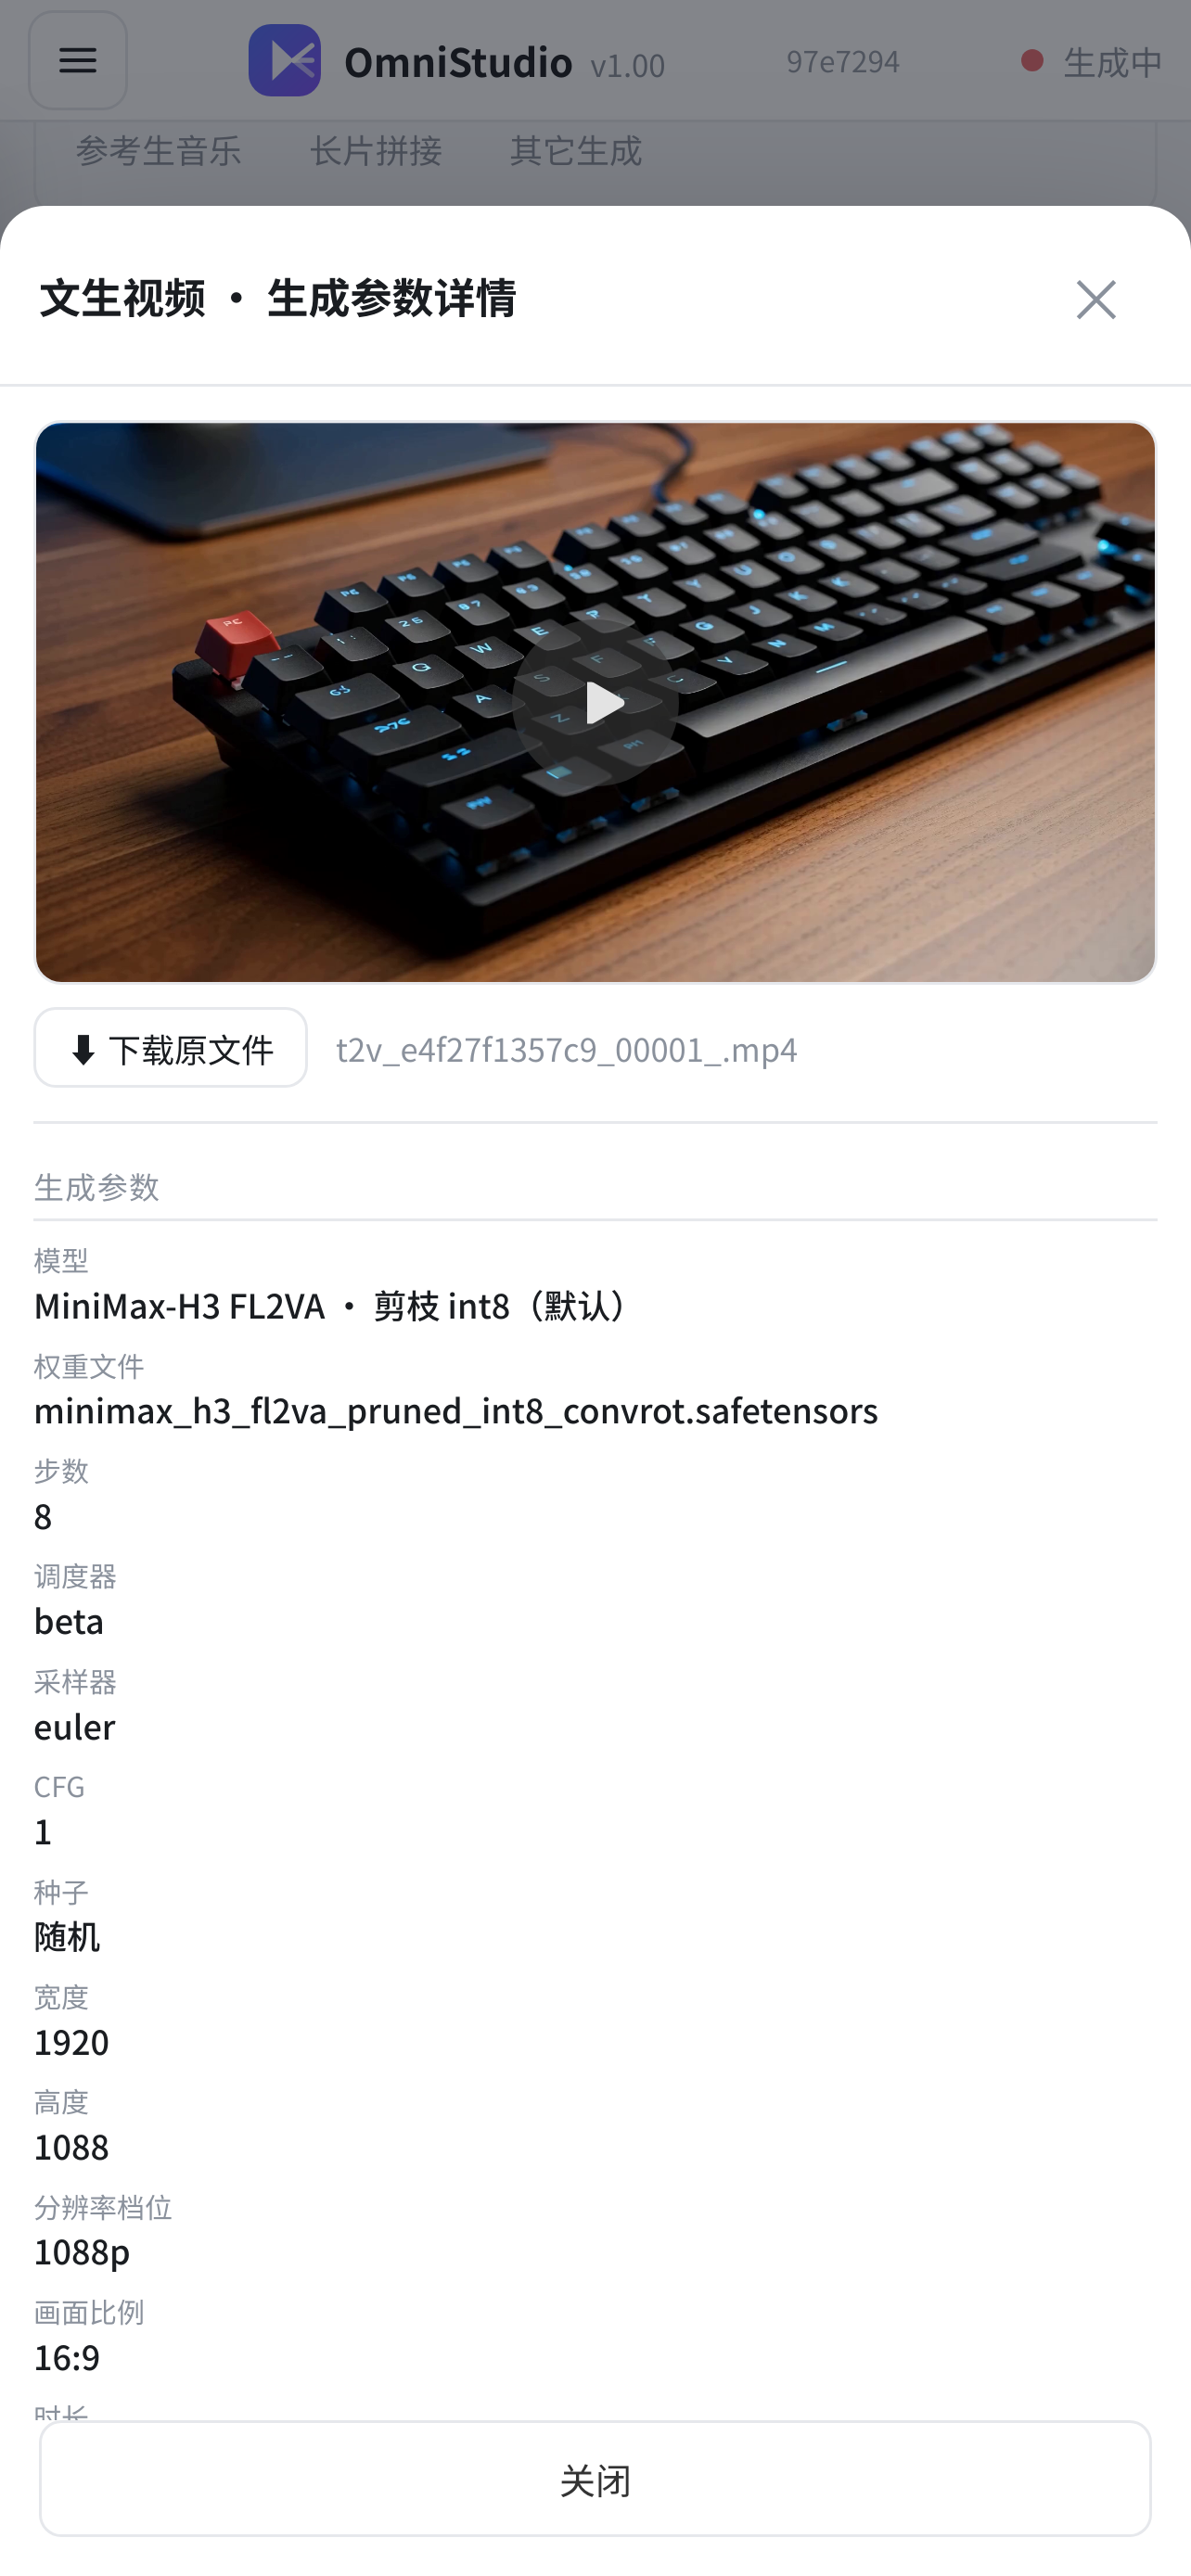 OmniStudio v1.00 97e7294 生成中
参考生音乐 长片拼接 其它生成
文生视频 · 生成参数详情
下载原文件 t2v_e4f27f1357c9_00001_.mp4
生成参数
模型
MiniMax-H3 FL2VA · 剪枝 int8（默认）
权重文件
minimax_h3_fl2va_pruned_int8_convrot.safetensors
步数
8
调度器
beta
采样器
euler
CFG
1
种子
随机
宽度
1920
高度
1088
分辨率档位
1088p
画面比例
16:9
时长
关闭